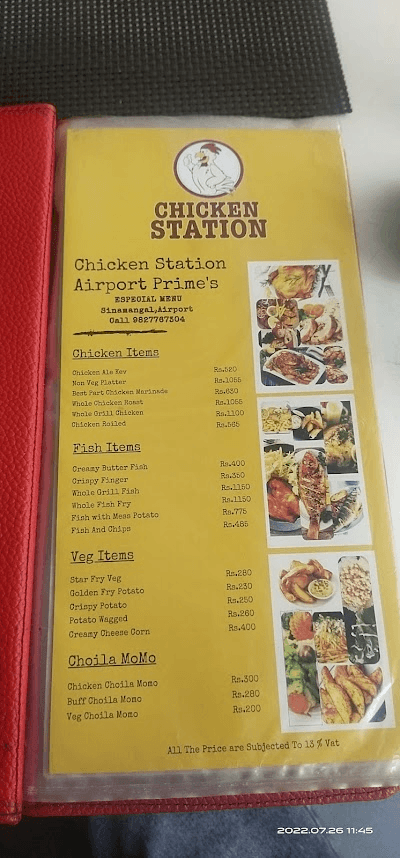 CHICKEN
STATION
Chicken Station
Airport Prime's
ESPECIAL MENU
Sinamangal,Airport
Call 9827767304
Chicken Items
Chicken Ala Kev Rs.520
Non Veg Platter Rs.1055
Best Part Chicken Marinade Rs.630
Whole Chicken Roast Rs.1055
Whole Grill Chicken Rs.1100
Chicken Roiled Rs.565
Fish Items
Creamy Butter Fish Rs.400
Crispy Finger Rs.350
Whole Grill Fish Rs.1150
Whole Fish Fry Rs.1150
Fish with Mess Potato Rs.775
Fish And Chips Rs.485
Veg Items
Star Fry Veg Rs.280
Golden Fry Potato Rs.230
Crispy Potato Rs.250
Potato Wagged Rs.260
Creamy Cheese Corn Rs.400
Choila MoMo
Chicken Choila Momo Rs.300
Buff Choila Momo Rs.280
Veg Choila Momo Rs.200
All The Price are Subjected To 13 % Vat
2022.07.26 11:45